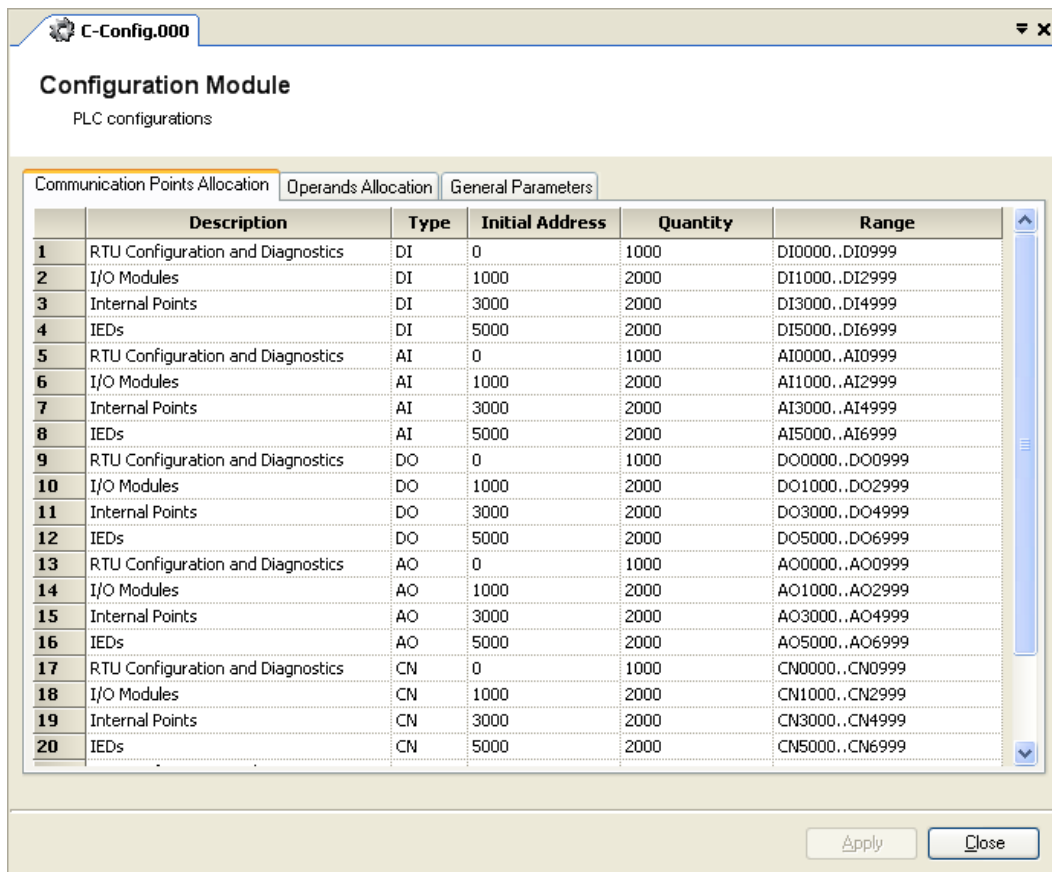 C-Config.000
Configuration Module
PLC configurations
Communication Points Allocation Operands Allocation General Parameters
Description Type Initial Address Quantity Range
1 RTU Configuration and Diagnostics DI 0 1000 DI0000..DI0999
2 I/O Modules DI 1000 2000 DI1000..DI2999
3 Internal Points DI 3000 2000 DI3000..DI4999
4 IEDs DI 5000 2000 DI5000..DI6999
5 RTU Configuration and Diagnostics AI 0 1000 AI0000..AI0999
6 I/O Modules AI 1000 2000 AI1000..AI2999
7 Internal Points AI 3000 2000 AI3000..AI4999
8 IEDs AI 5000 2000 AI5000..AI6999
9 RTU Configuration and Diagnostics DO 0 1000 DO0000..DO0999
10 I/O Modules DO 1000 2000 DO1000..DO2999
11 Internal Points DO 3000 2000 DO3000..DO4999
12 IEDs DO 5000 2000 DO5000..DO6999
13 RTU Configuration and Diagnostics AO 0 1000 AO0000..AO0999
14 I/O Modules AO 1000 2000 AO1000..AO2999
15 Internal Points AO 3000 2000 AO3000..AO4999
16 IEDs AO 5000 2000 AO5000..AO6999
17 RTU Configuration and Diagnostics CN 0 1000 CN0000..CN0999
18 I/O Modules CN 1000 2000 CN1000..CN2999
19 Internal Points CN 3000 2000 CN3000..CN4999
20 IEDs CN 5000 2000 CN5000..CN6999
Apply Close